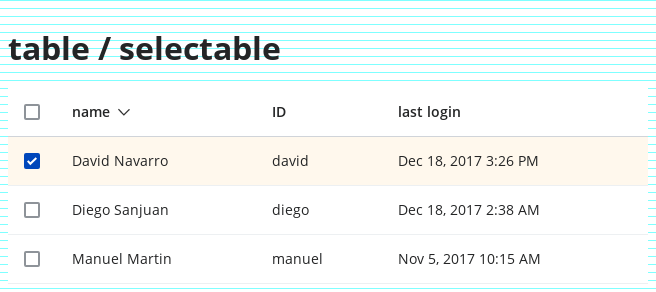 table / selectable
name ID last login
David Navarro david Dec 18, 2017 3:26 PM
Diego Sanjuan diego Dec 18, 2017 2:38 AM
Manuel Martin manuel Nov 5, 2017 10:15 AM